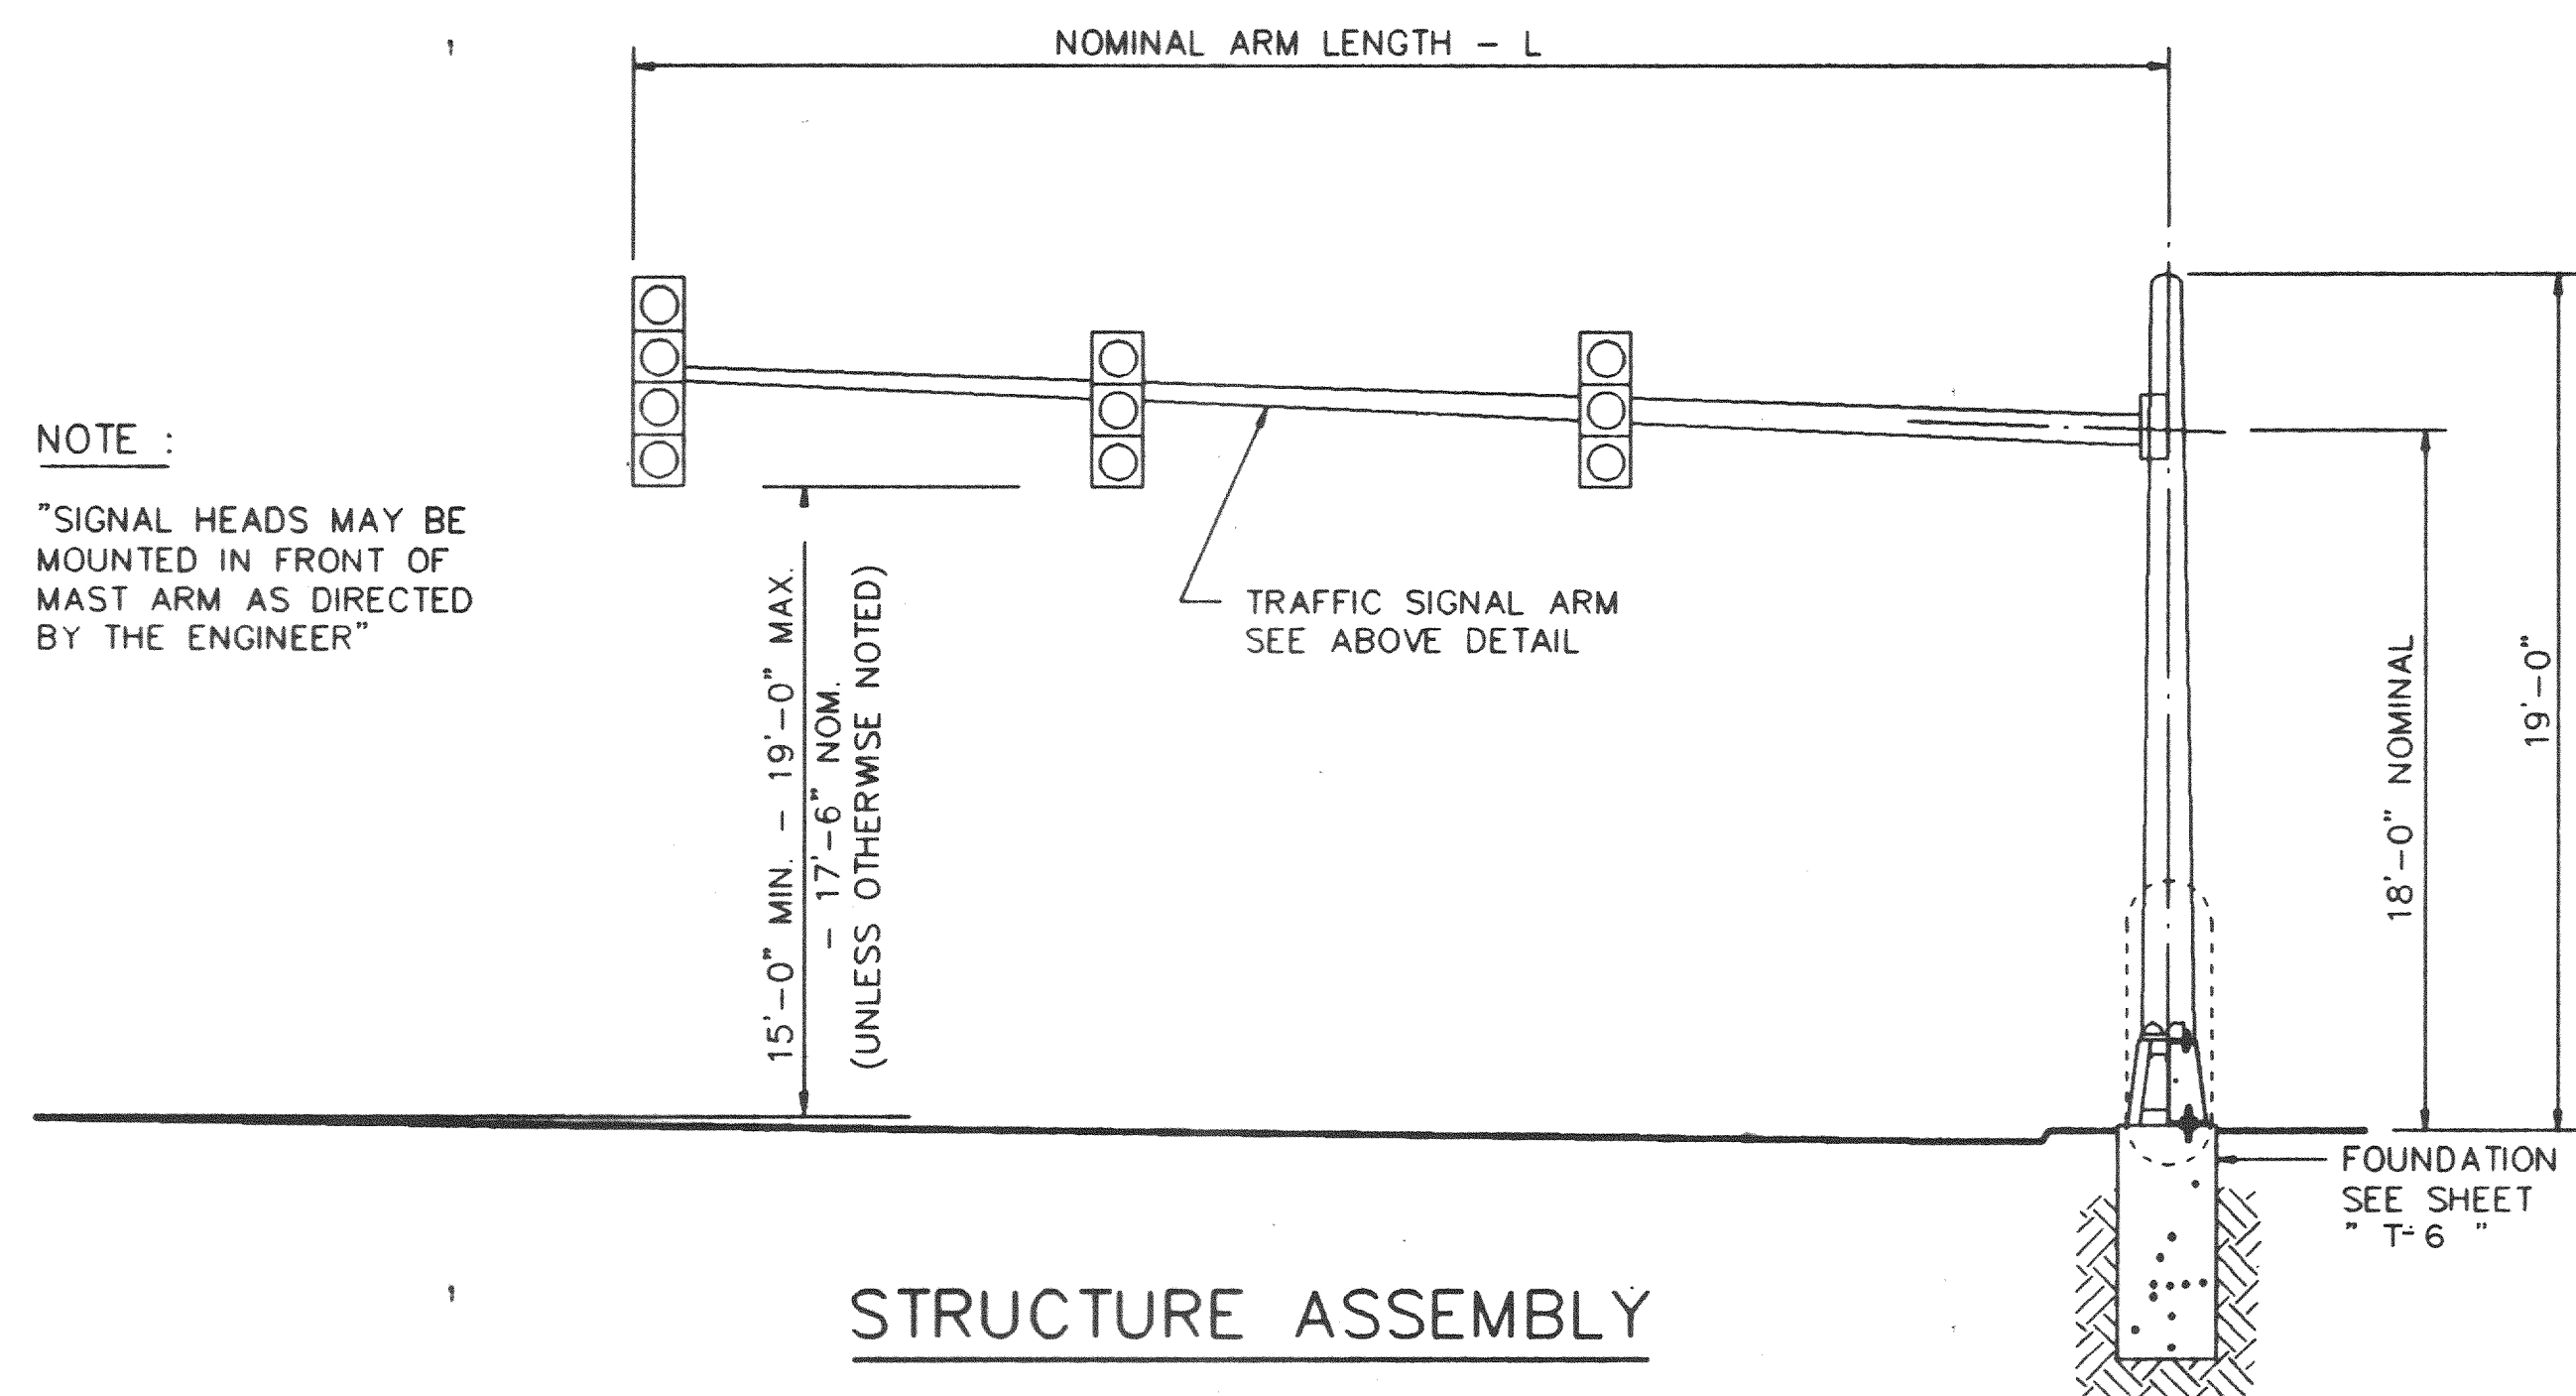 NOMINAL ARM LENGTH - L
NOTE :
"SIGNAL HEADS MAY BE
MOUNTED IN FRONT OF
MAST ARM AS DIRECTED
BY THE ENGINEER"
15'-0" MIN. - 19'-0" MAX.
- 17'-6" NOM.
(UNLESS OTHERWISE NOTED)
TRAFFIC SIGNAL ARM
SEE ABOVE DETAIL
18'-0" NOMINAL
19'-0"
FOUNDATION
SEE SHEET
" T-6 "
STRUCTURE ASSEMBLY